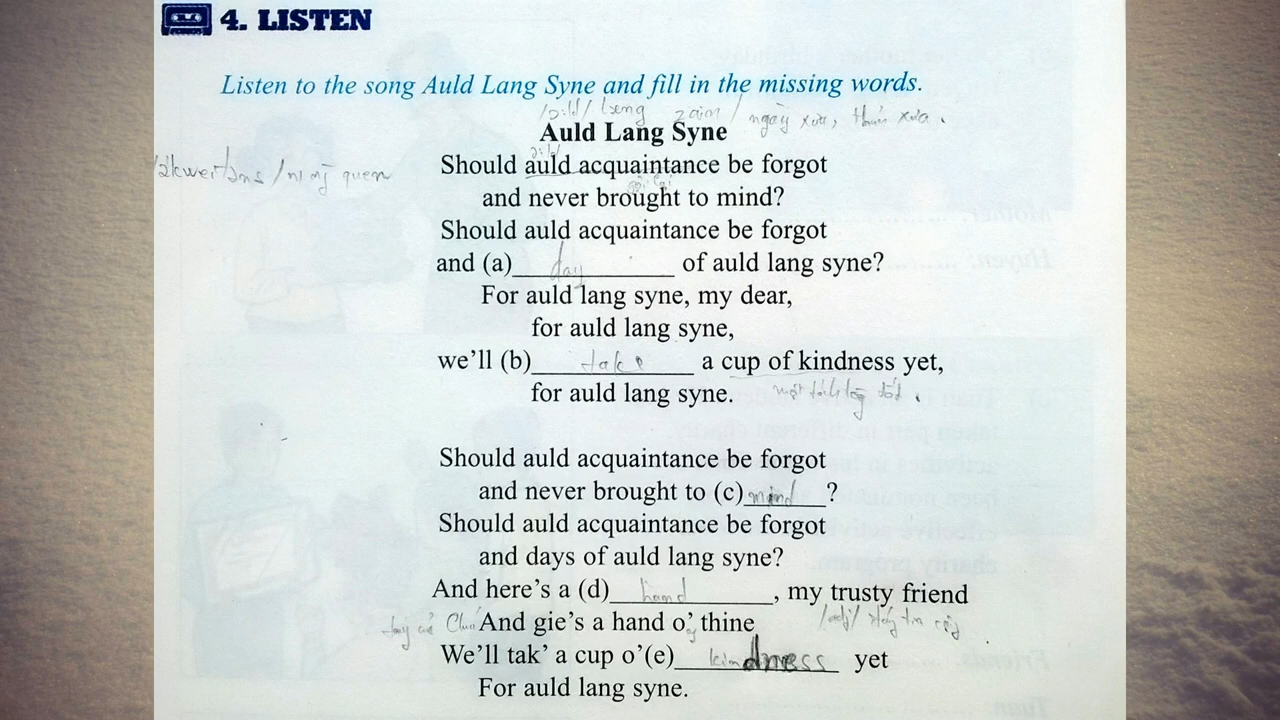 4. LISTEN
Listen to the song Auld Lang Syne and fill in the missing words.
ngày xưa,
Auld Lang Syne
Should auld acquaintance be forgot
quen
and never brought to mind?
Should auld acquaintance be forgot
and (a) day of auld lang syne?
For auld lang syne, my dear,
for auld lang syne,
we'll (b) take a cup of kindness yet,
for auld lang syne.
Should auld acquaintance be forgot
and never brought to (c) mind ?
Should auld acquaintance be forgot
and days of auld lang syne?
And here's a (d) hand , my trusty friend
And gie's a hand o' thine
We'll tak' a cup o'(e) kindness yet
For auld lang syne.